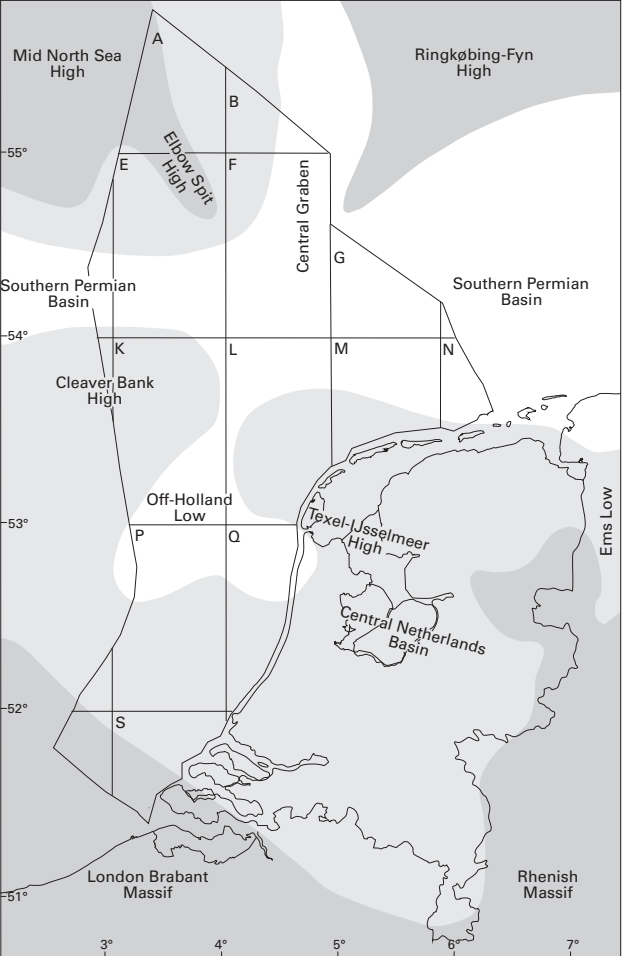 A
Mid North Sea
High
Ringkøbing-Fyn
High
B
55°
E
Elbow Spit
High
F
Central Graben
G
Southern Permian
Basin
Southern Permian
Basin
54°
K
L
M
N
Cleaver Bank
High
Off-Holland
Low
53°
P
Q
Texel-IJsselmeer
High
Ems Low
Central Netherlands
Basin
52°
S
London Brabant
Massif
Rhenish
Massif
51°
3°
4°
5°
6°
7°